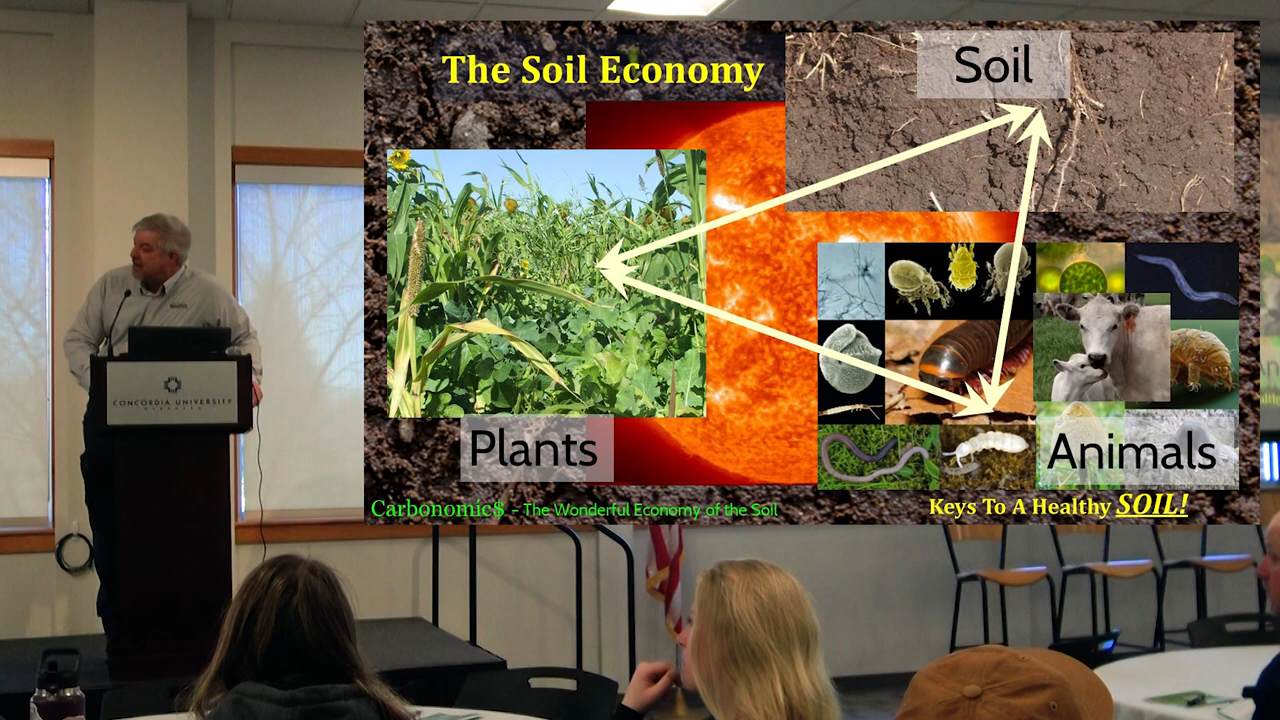 The Soil Economy
Soil
Plants
Animals
Carbonomic$ - The Wonderful Economy of the Soil
Keys To A Healthy SOIL!
CONCORDIA UNIVERSITY
NEBRASKA